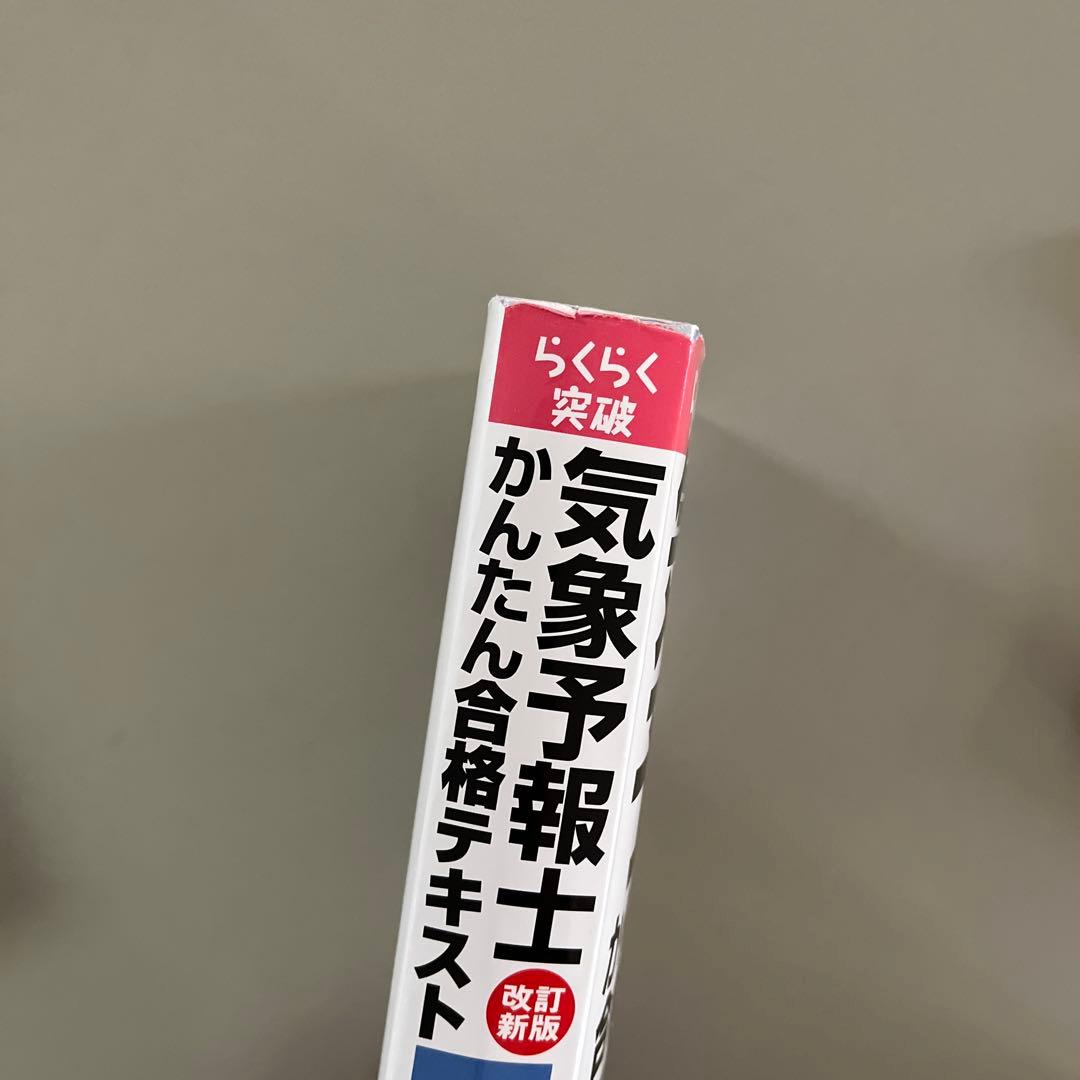 らくらく
突破
気象予報士
かんたん合格テキスト
改訂
新版